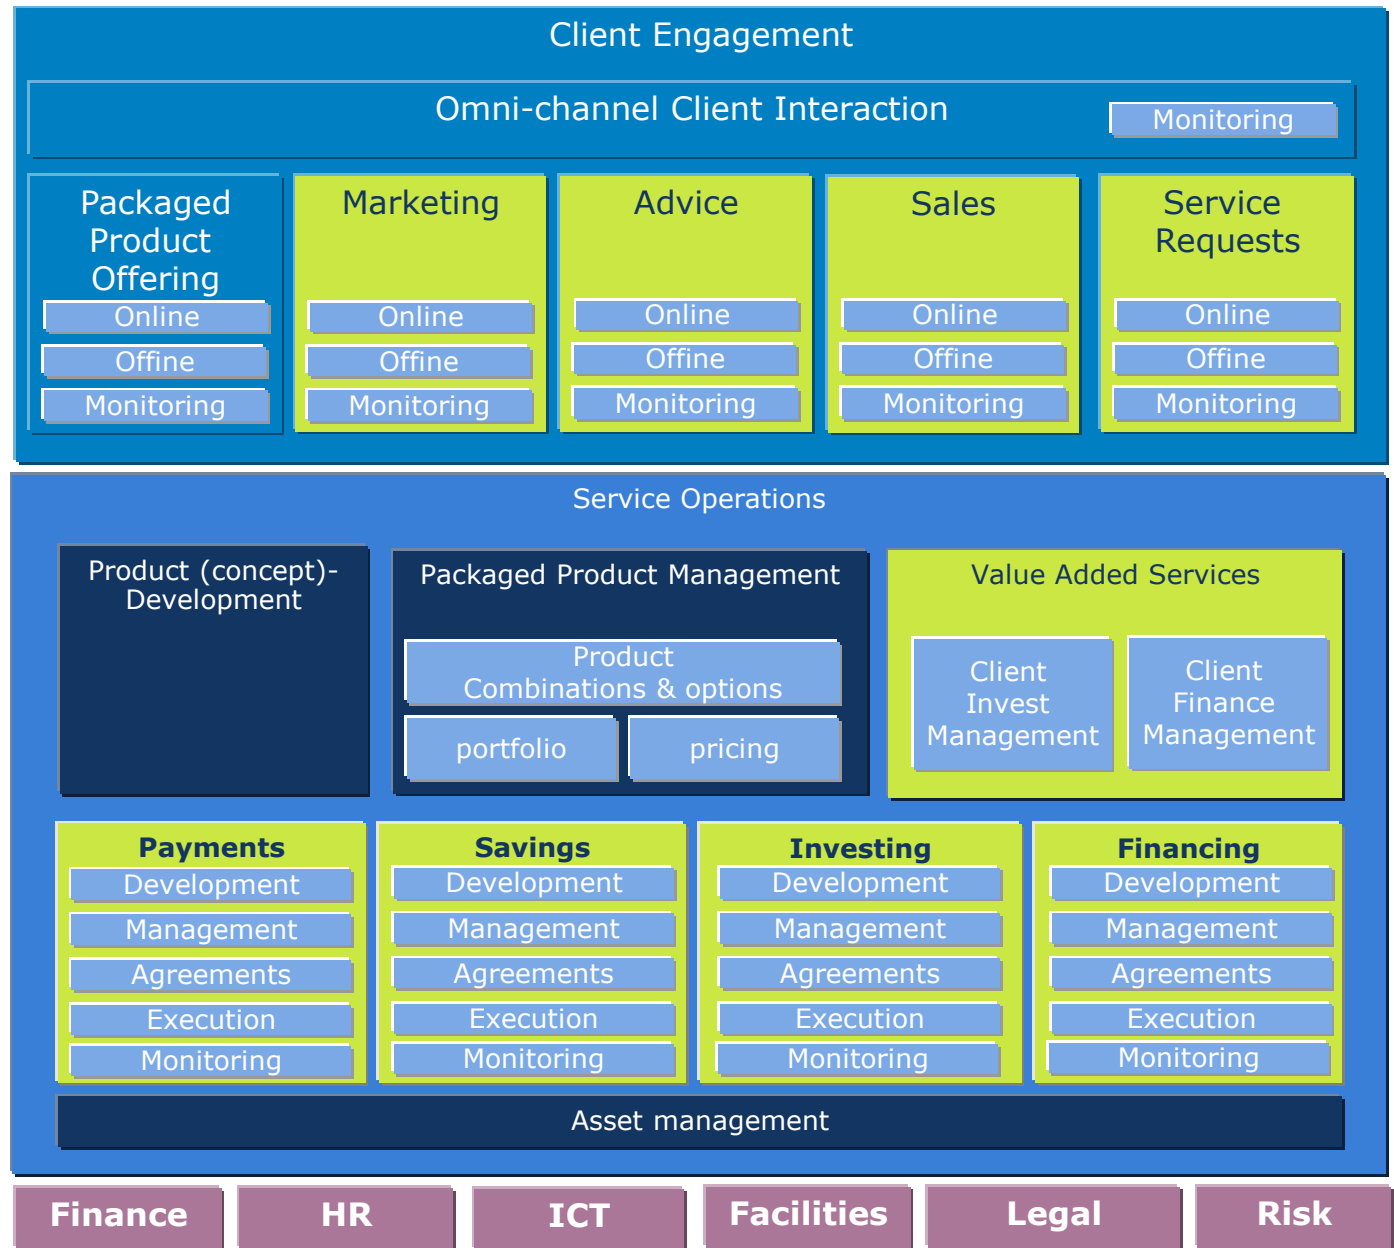 Client Engagement
Omni-channel Client Interaction
Monitoring
Packaged
Product
Offering
Online
Offine
Monitoring
Marketing
Online
Offine
Monitoring
Advice
Online
Offine
Monitoring
Sales
Online
Offine
Monitoring
Service
Requests
Online
Offine
Monitoring
Service Operations
Product (concept)-
Development
Packaged Product Management
Product
Combinations & options
portfolio
pricing
Value Added Services
Client
Invest
Management
Client
Finance
Management
Payments
Development
Management
Agreements
Execution
Monitoring
Savings
Development
Management
Agreements
Execution
Monitoring
Investing
Development
Management
Agreements
Execution
Monitoring
Financing
Development
Management
Agreements
Execution
Monitoring
Asset management
Finance
HR
ICT
Facilities
Legal
Risk